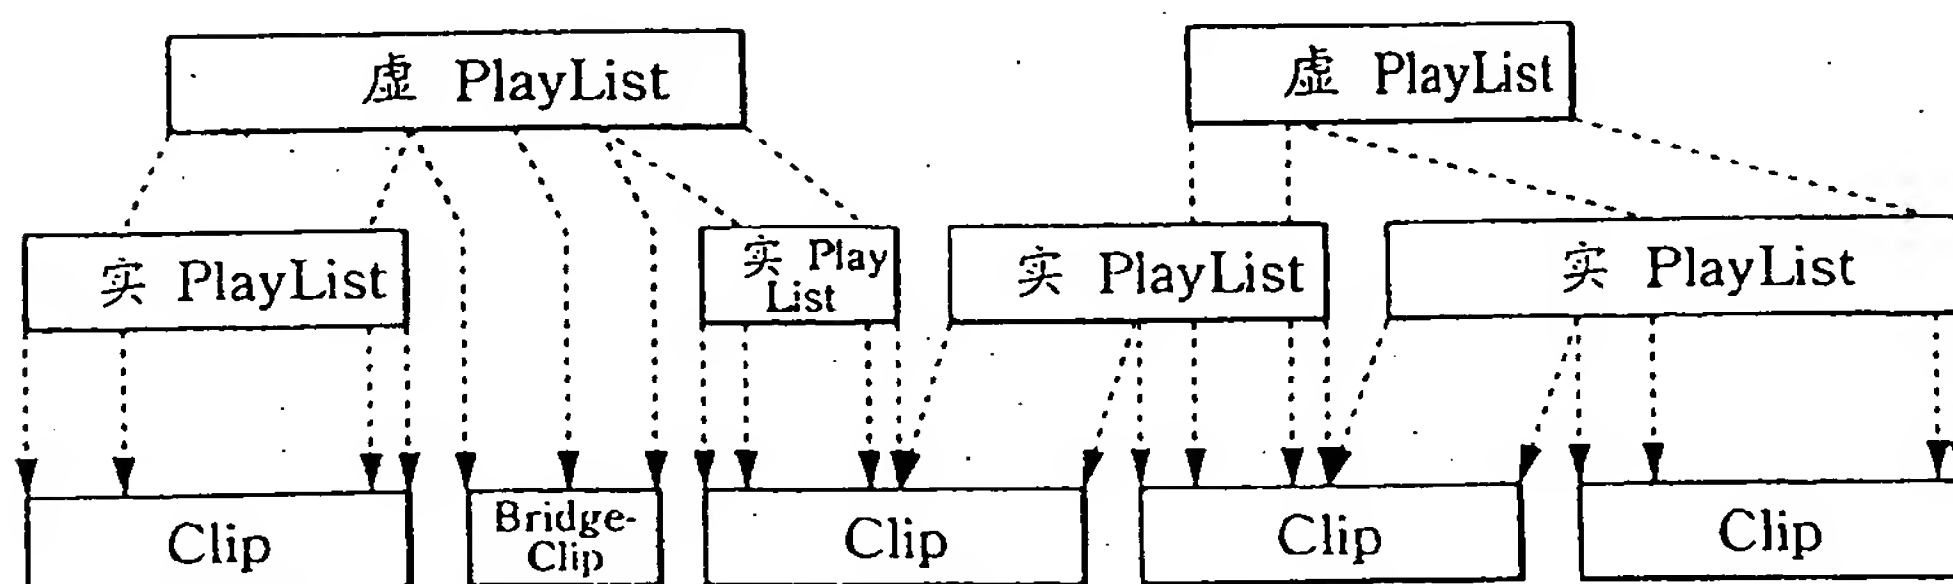 虚 PlayList
虚 PlayList
实 PlayList
实 Play
List
实 PlayList
实 PlayList
Clip
Bridge-
Clip
Clip
Clip
Clip